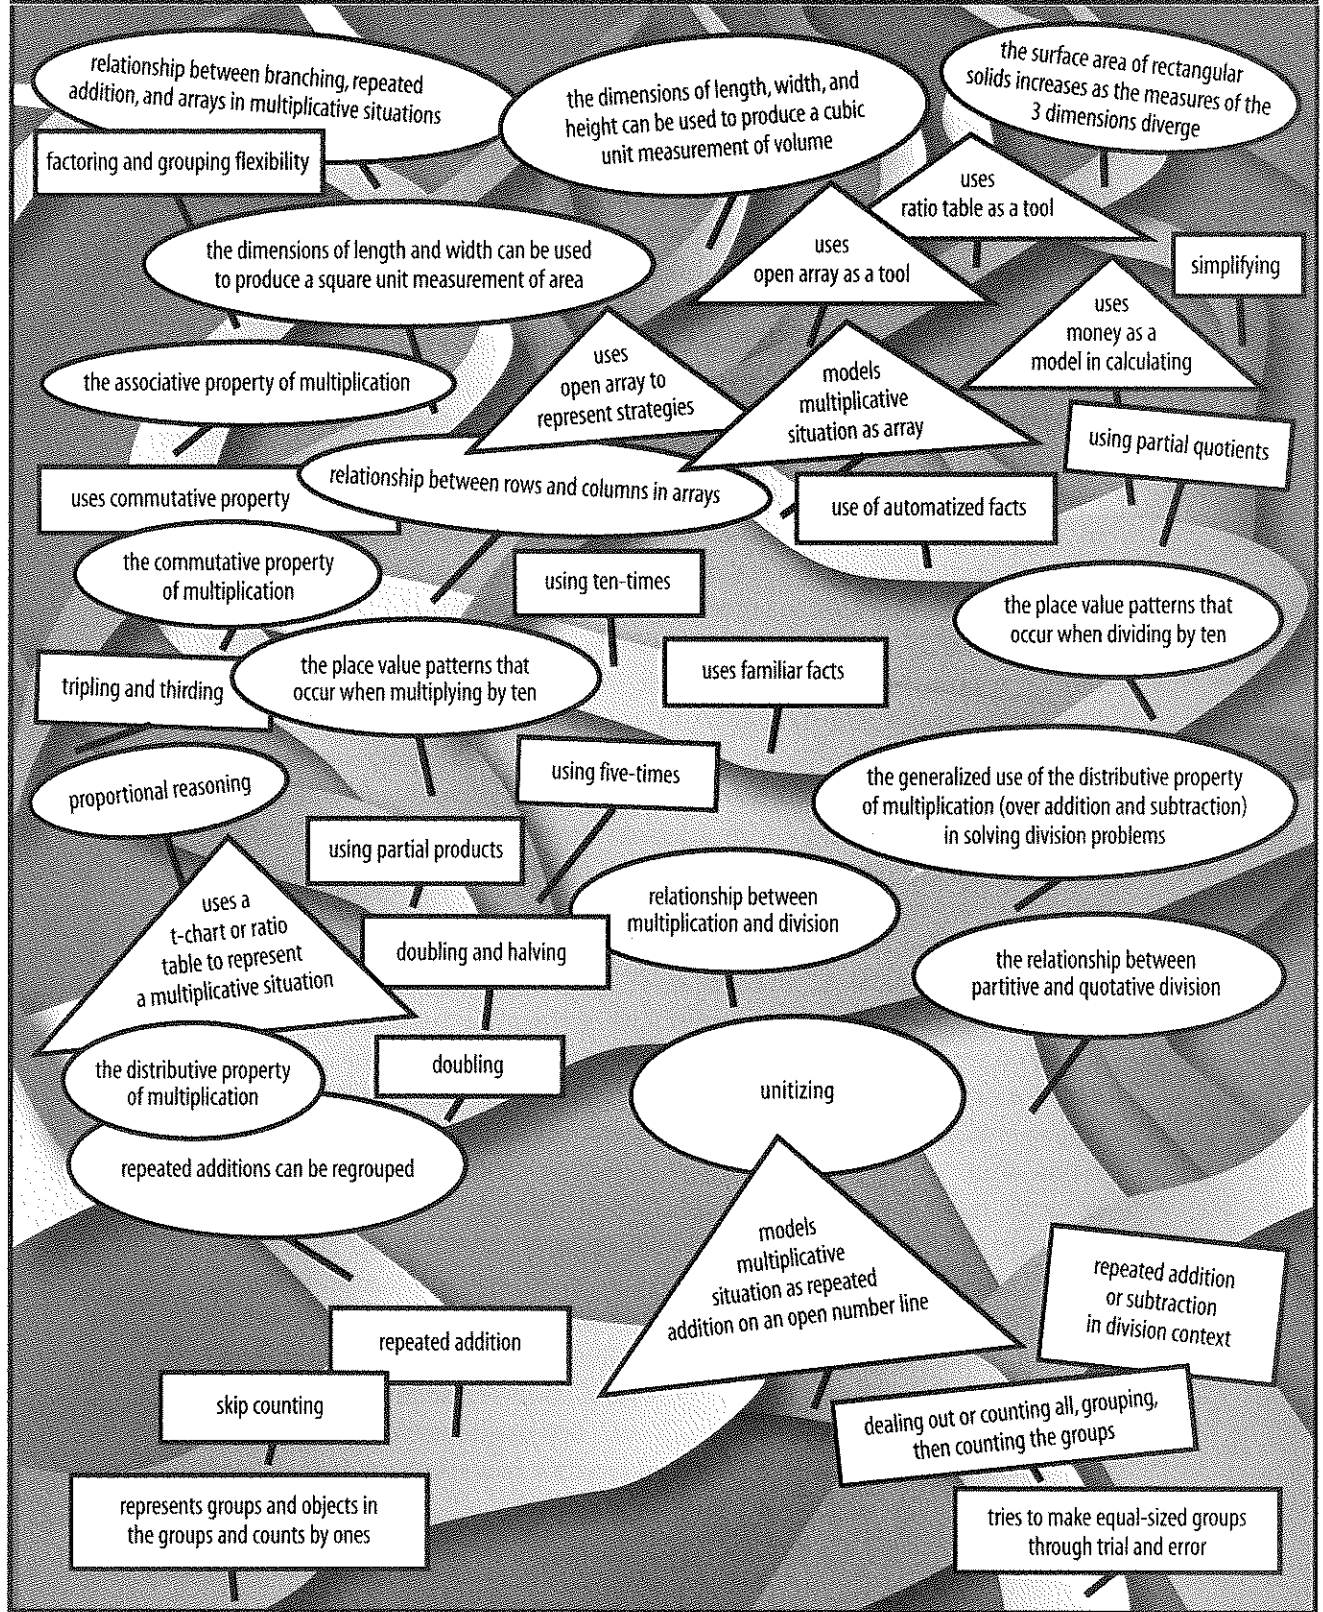 relationship between branching, repeated
addition, and arrays in multiplicative situations
the dimensions of length, width, and
height can be used to produce a cubic
unit measurement of volume
the surface area of rectangular
solids increases as the measures of the
3 dimensions diverge
factoring and grouping flexibility
uses
ratio table as a tool
the dimensions of length and width can be used
to produce a square unit measurement of area
uses
open array as a tool
simplifying
uses
money as a
model in calculating
the associative property of multiplication
uses
open array to
represent strategies
models
multiplicative
situation as array
using partial quotients
uses commutative property
relationship between rows and columns in arrays
use of automatized facts
the commutative property
of multiplication
using ten-times
the place value patterns that
occur when dividing by ten
tripling and thirding
the place value patterns that
occur when multiplying by ten
uses familiar facts
proportional reasoning
using five-times
the generalized use of the distributive property
of multiplication (over addition and subtraction)
in solving division problems
using partial products
uses a
t-chart or ratio
table to represent
a multiplicative situation
relationship between
multiplication and division
doubling and halving
the relationship between
partitive and quotative division
the distributive property
of multiplication
doubling
unitizing
repeated additions can be regrouped
models
multiplicative
situation as repeated
addition on an open number line
repeated addition
or subtraction
in division context
repeated addition
skip counting
dealing out or counting all, grouping,
then counting the groups
represents groups and objects in
the groups and counts by ones
tries to make equal-sized groups
through trial and error